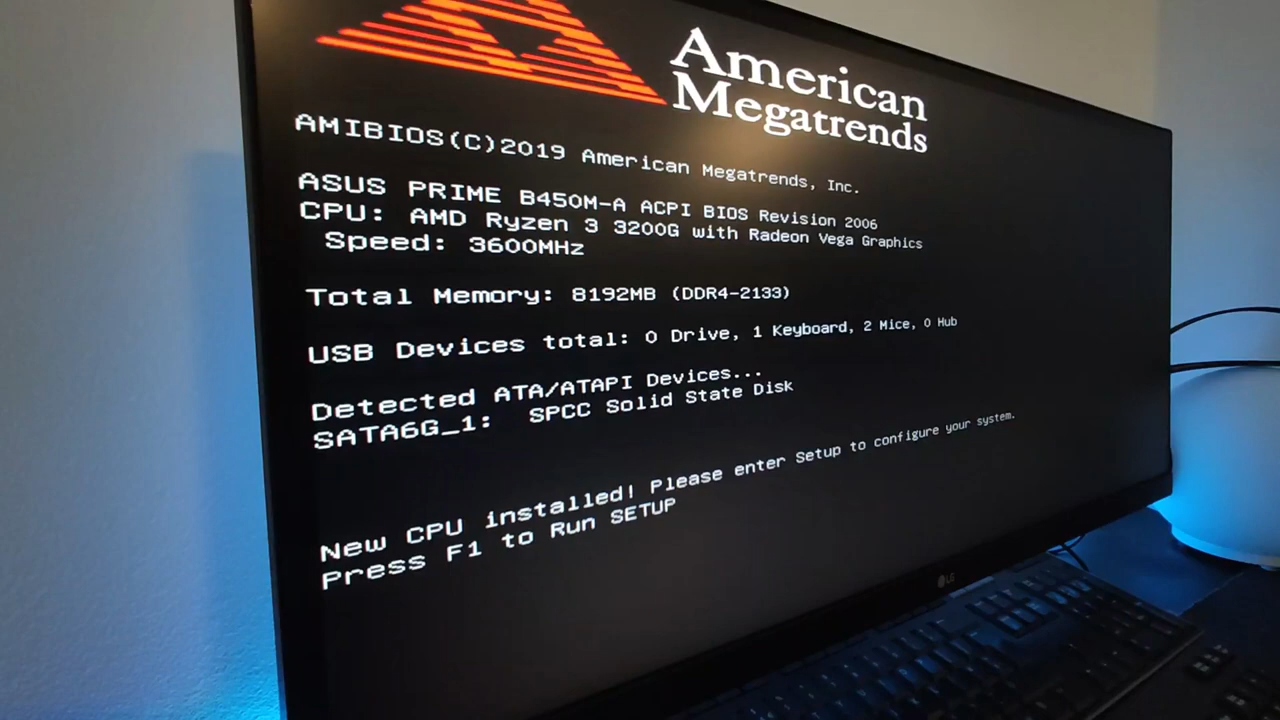 American
Megatrends
AMIBIOS(C)2019 American Megatrends, Inc.
ASUS PRIME B450M-A ACPI BIOS Revision 2006
CPU: AMD Ryzen 3 3200G with Radeon Vega Graphics
Speed: 3600MHz
Total Memory: 8192MB (DDR4-2133)
USB Devices total: 0 Drive, 1 Keyboard, 2 Mice, 0 Hub
Detected ATA/ATAPI Devices...
SATA6G_1: SPCC Solid State Disk
New CPU installed! Please enter Setup to configure your system.
Press F1 to Run SETUP
LG